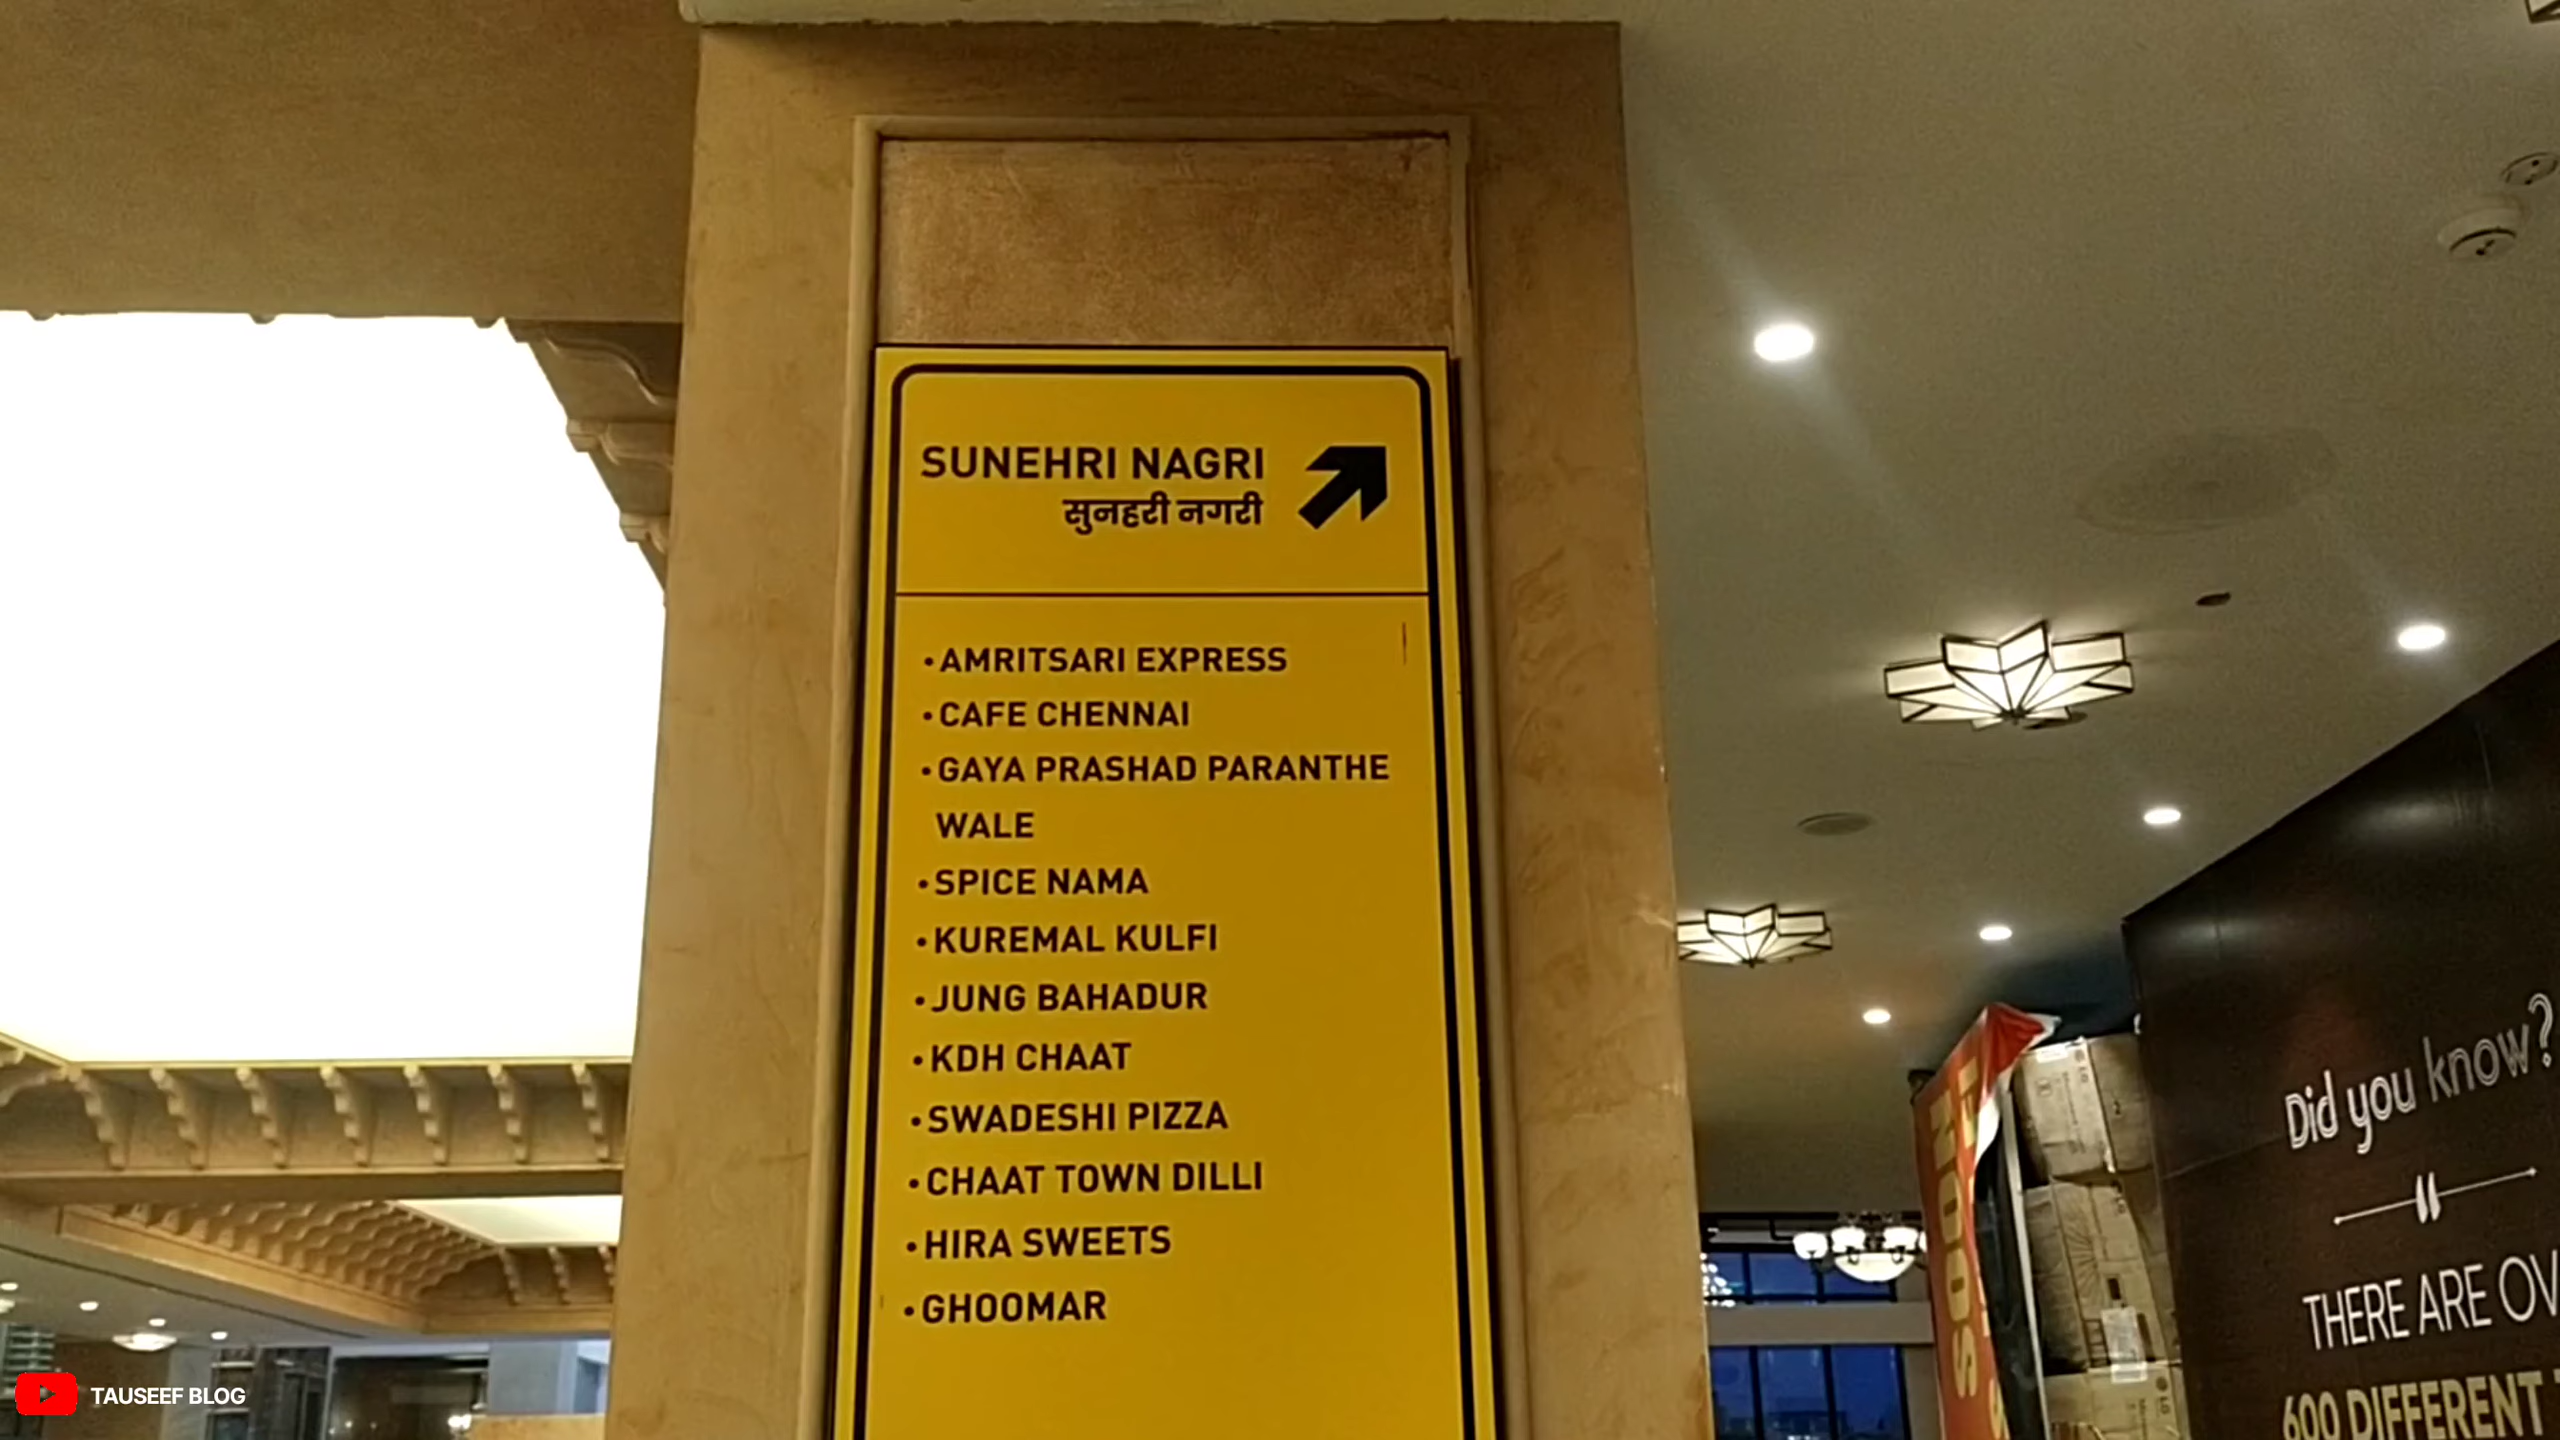 SUNEHRI NAGRI
सुनहरी नगरी
•AMRITSARI EXPRESS
•CAFE CHENNAI
•GAYA PRASHAD PARANTHE
WALE
•SPICE NAMA
•KUREMAL KULFI
•JUNG BAHADUR
•KDH CHAAT
•SWADESHI PIZZA
•CHAAT TOWN DILLI
•HIRA SWEETS
•GHOOMAR
Did you know?
THERE ARE OV
600 DIFFERENT
TAUSEEF BLOG